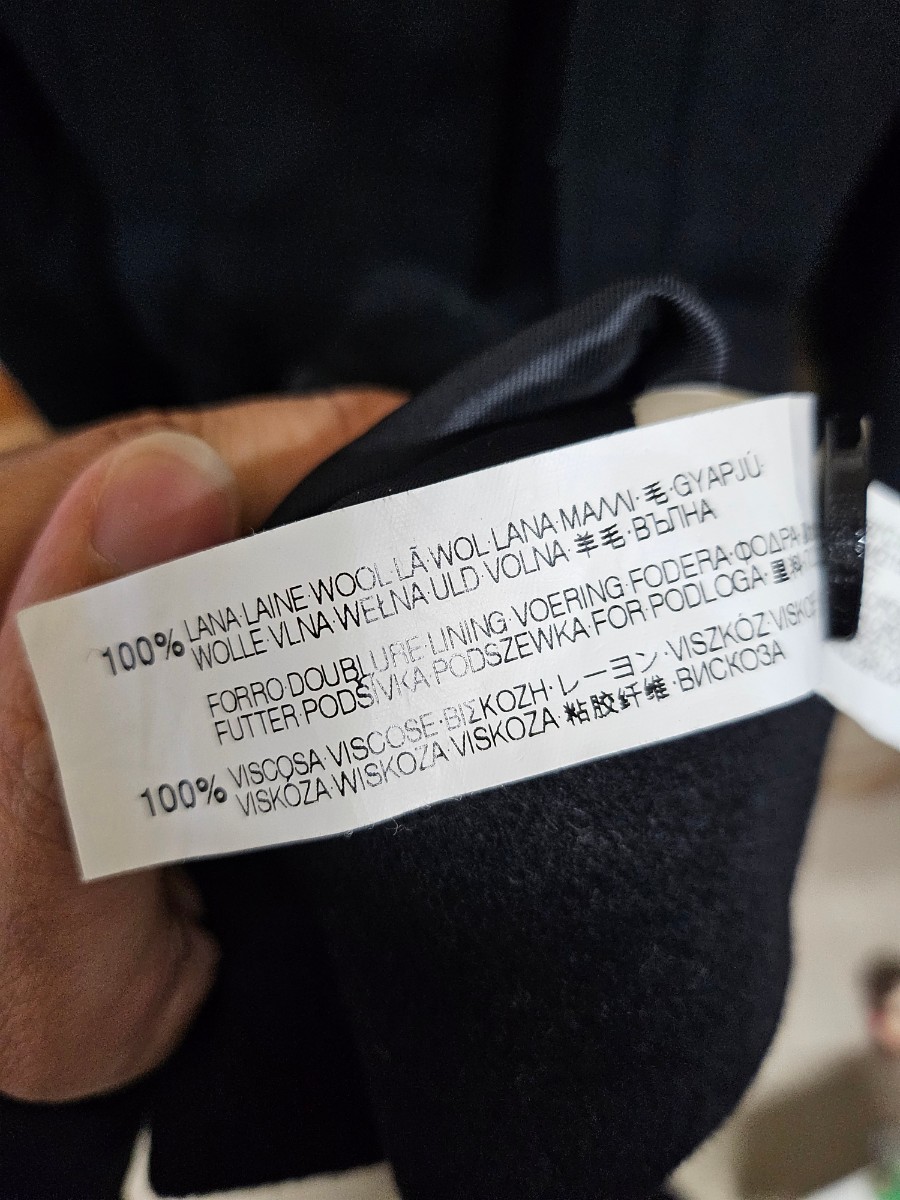 100% LANA·LAINE·WOOL·LÃ·WOL·LANA·ΜΑΛΛΙ·毛·GYAPJÚ·
WOLLE·VLNA·WEŁNA·ULD·VOLNA·羊毛·ВЪЛНА
FORRO·DOUBLURE·LINING·VOERING·FODERA·ΦΟΔΡΑ
FUTTER·PODŠÍVKA·PODSZEWKA·FOR·PODLOGA·
100% VISCOSA·VISCOSE·ΒΙΣΚΟΖΗ·レーヨン·VISZKÓZ·
VISKÓZA·WISKOZA·VISKOZA·粘胶纤维·ВИСКОЗА